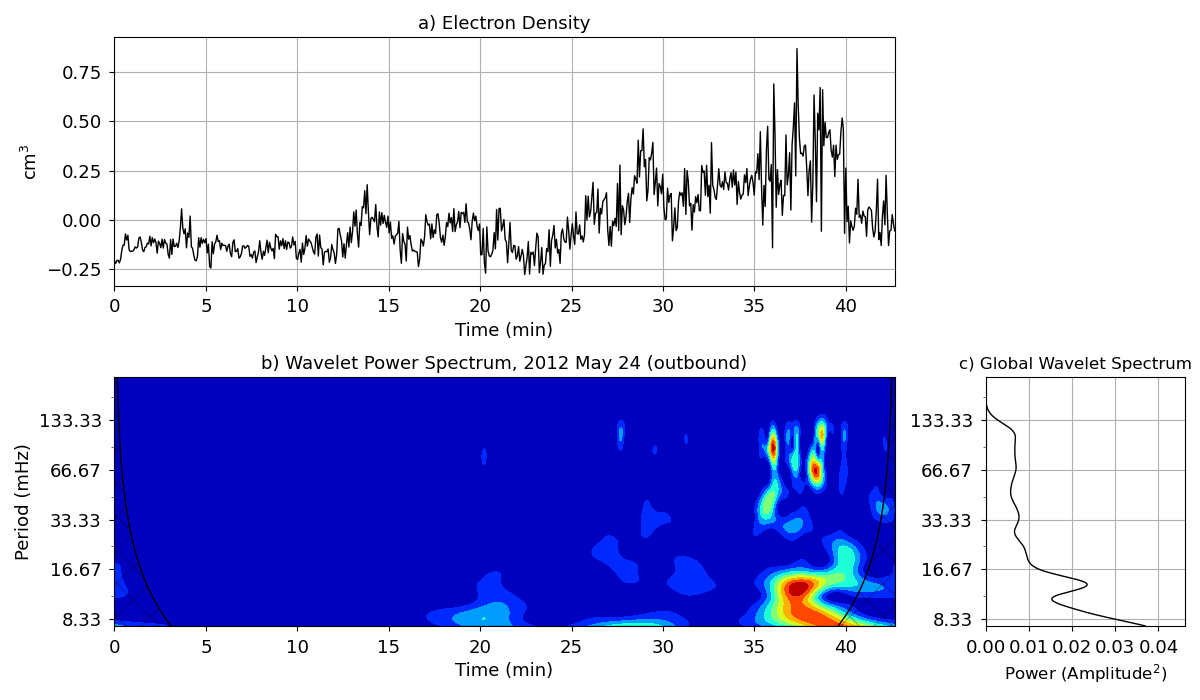 a) Electron Density
cm³
0.75
0.50
0.25
0.00
−0.25
0 5 10 15 20 25 30 35 40
Time (min)
b) Wavelet Power Spectrum, 2012 May 24 (outbound)
Period (mHz)
133.33
66.67
33.33
16.67
8.33
0 5 10 15 20 25 30 35 40
Time (min)
c) Global Wavelet Spectrum
133.33
66.67
33.33
16.67
8.33
0.00 0.01 0.02 0.03 0.04
Power (Amplitude²)